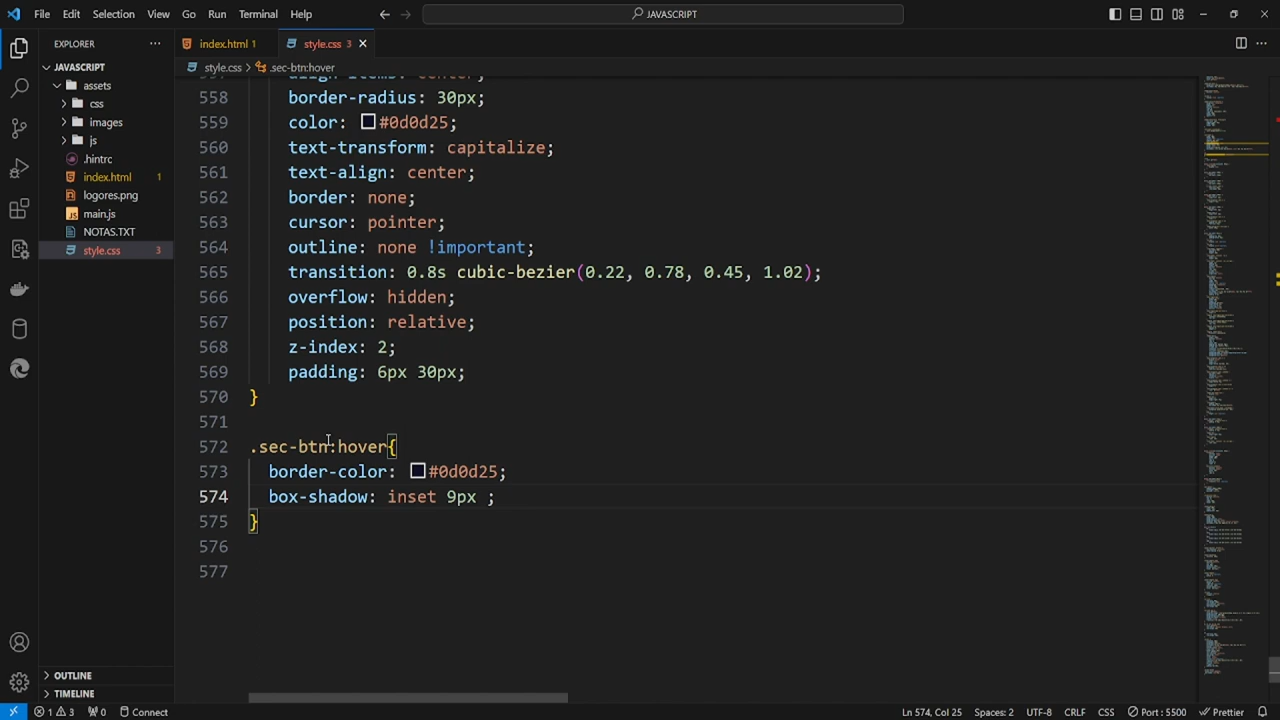 File Edit Selection View Go Run Terminal Help
JAVASCRIPT
EXPLORER
index.html 1
style.css 3
JAVASCRIPT
style.css > .sec-btn:hover
assets
css
images
js
.hintrc
index.html 1
logores.png
main.js
NOTAS.TXT
style.css 3
558 border-radius: 30px;
559 color: #0d0d25;
560 text-transform: capitalize;
561 text-align: center;
562 border: none;
563 cursor: pointer;
564 outline: none !important;
565 transition: 0.8s cubic-bezier(0.22, 0.78, 0.45, 1.02);
566 overflow: hidden;
567 position: relative;
568 z-index: 2;
569 padding: 6px 30px;
570 }
571
572 .sec-btn:hover{
573 border-color: #0d0d25;
574 box-shadow: inset 9px ;
575 }
576
577
OUTLINE
TIMELINE
1 3 0 Connect
Ln 574, Col 25 Spaces: 2 UTF-8 CRLF CSS Port : 5500 Prettier